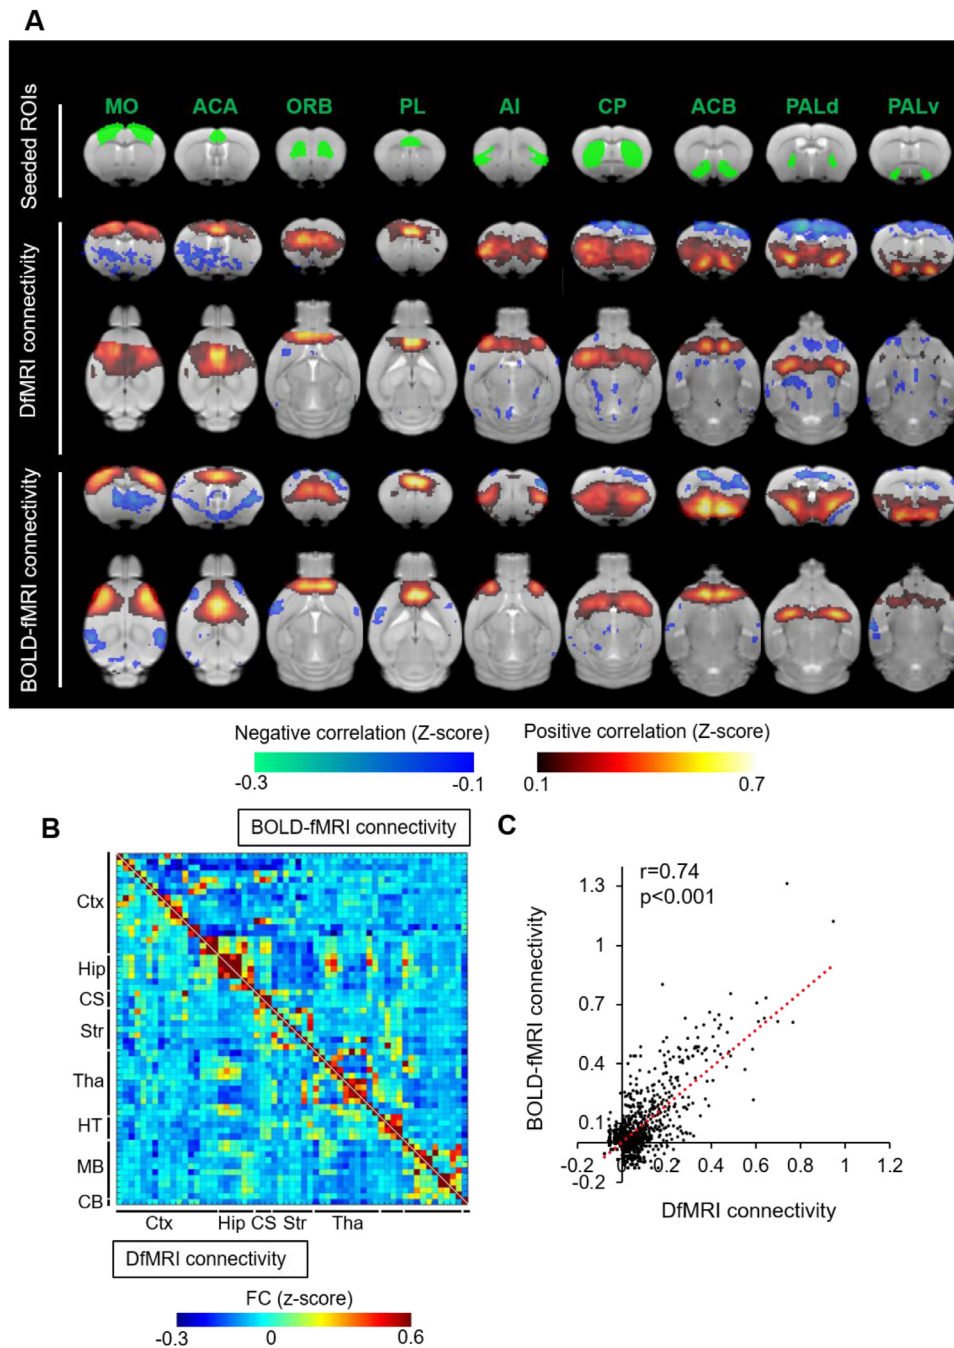 A
MO ACA ORB PL AI CP ACB PALd PALv
Seeded ROIs
DfMRI connectivity
BOLD-fMRI connectivity
Negative correlation (Z-score) Positive correlation (Z-score)
-0.3 -0.1 0.1 0.7
B
BOLD-fMRI connectivity
Ctx
Hip
CS
Str
Tha
HT
MB
CB
Ctx Hip CS Str Tha
DfMRI connectivity
FC (z-score)
-0.3 0 0.6
C
r=0.74
p<0.001
BOLD-fMRI connectivity
1.3
1
0.7
0.4
0.1
-0.2
-0.2 0 0.2 0.4 0.6 0.8 1 1.2
DfMRI connectivity